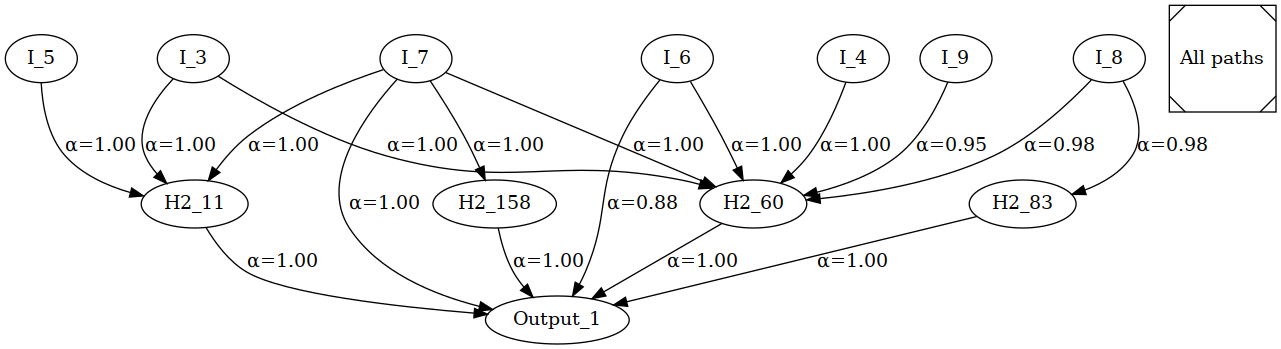 I_5
I_3
I_7
I_6
I_4
I_9
I_8
All paths
α=1.00
α=1.00
α=1.00
α=1.00
α=1.00
α=1.00
α=1.00
α=1.00
α=0.95
α=0.98
α=0.98
H2_11
α=1.00
H2_158
α=0.88
H2_60
H2_83
α=1.00
α=1.00
α=1.00
α=1.00
Output_1